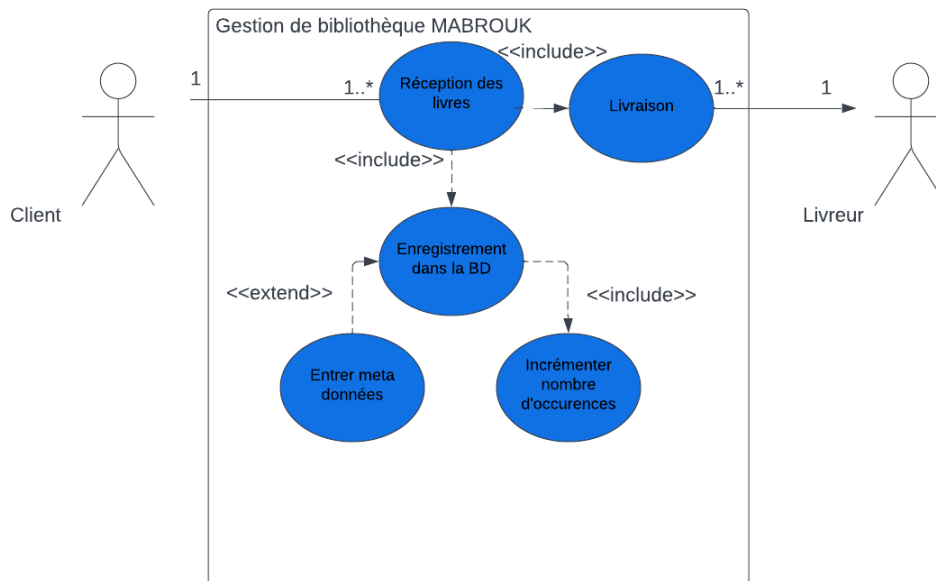 Gestion de bibliothèque MABROUK
<<include>>
1
1..*
Réception des
livres
Livraison
1..*
1
<<include>>
Client
Livreur
Enregistrement
dans la BD
<<extend>>
<<include>>
Entrer meta
données
Incrémenter
nombre
d'occurences